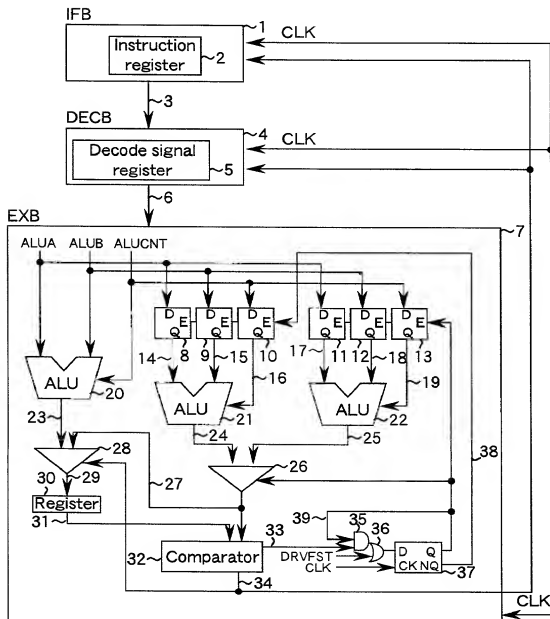 IFB
1
CLK
Instruction
register
2
3
DECB
4
CLK
Decode signal
register
5
6
EXB
7
ALUA ALUB ALUCNT
D E Q
D E Q
D E Q
D E Q
D E Q
D E Q
14 8 9 15 10 17 11 12 18 13
16
19
ALU
20
ALU
21
ALU
22
23
24
25
38
28
26
27
29
30
Register
31
39
35
36
33
DRVFST
CLK
D Q
CK NQ
37
32
Comparator
34
CLK